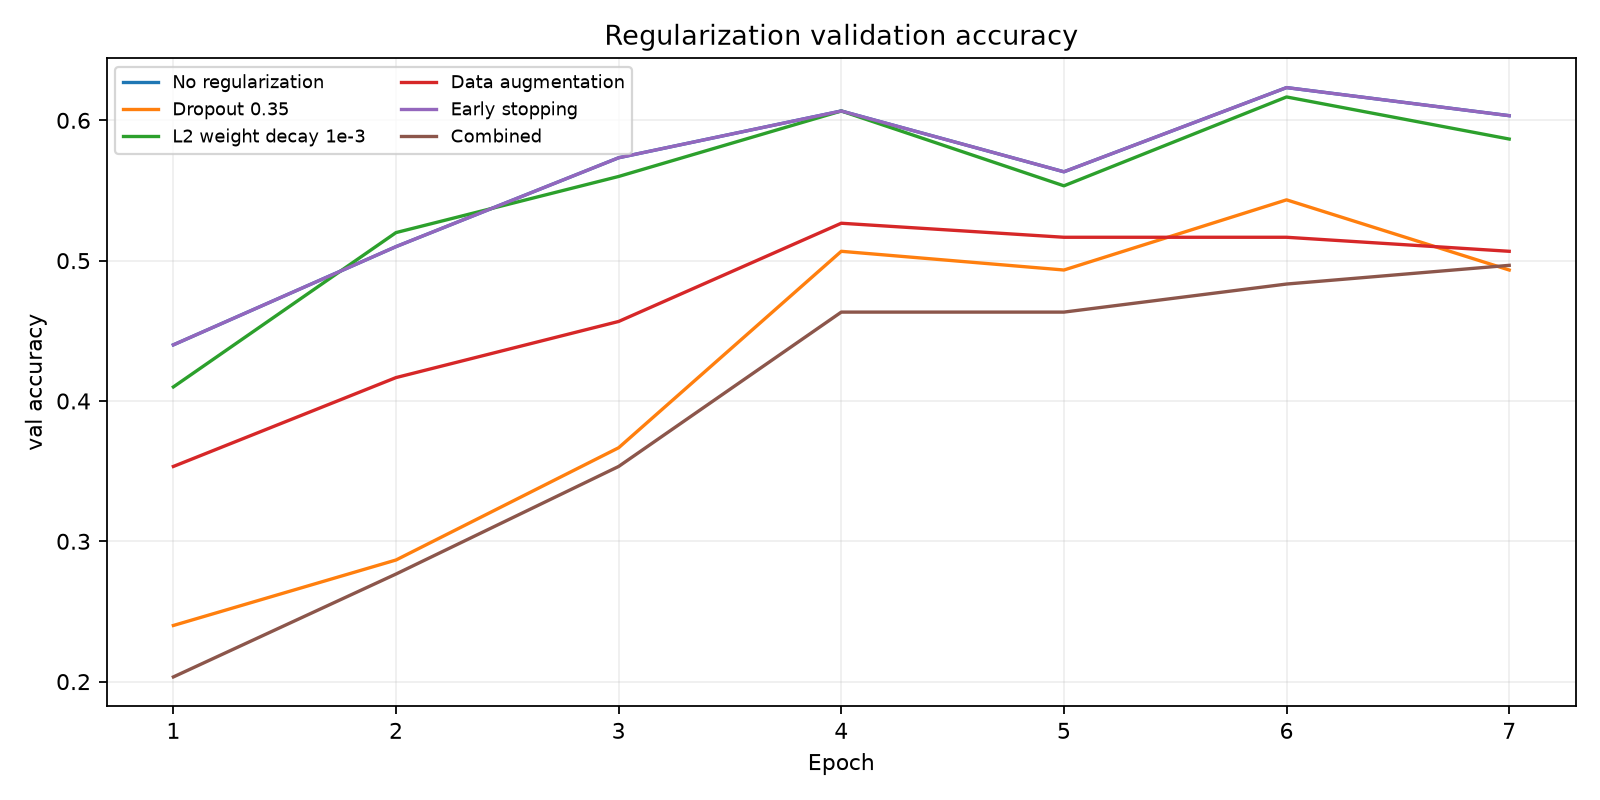 Regularization validation accuracy
No regularization
Dropout 0.35
L2 weight decay 1e-3
Data augmentation
Early stopping
Combined
val accuracy
0.6
0.5
0.4
0.3
0.2
1 2 3 4 5 6 7
Epoch